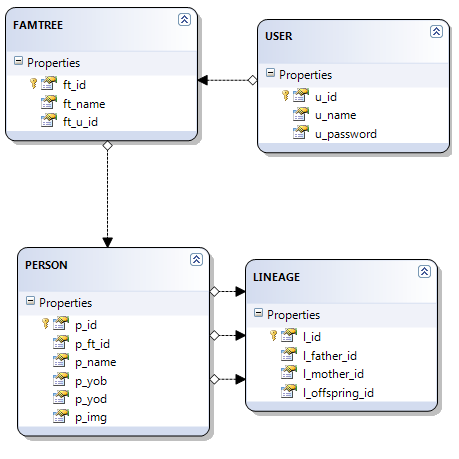 FAMTREE
Properties
ft_id
ft_name
ft_u_id
USER
Properties
u_id
u_name
u_password
PERSON
Properties
p_id
p_ft_id
p_name
p_yob
p_yod
p_img
LINEAGE
Properties
l_id
l_father_id
l_mother_id
l_offspring_id